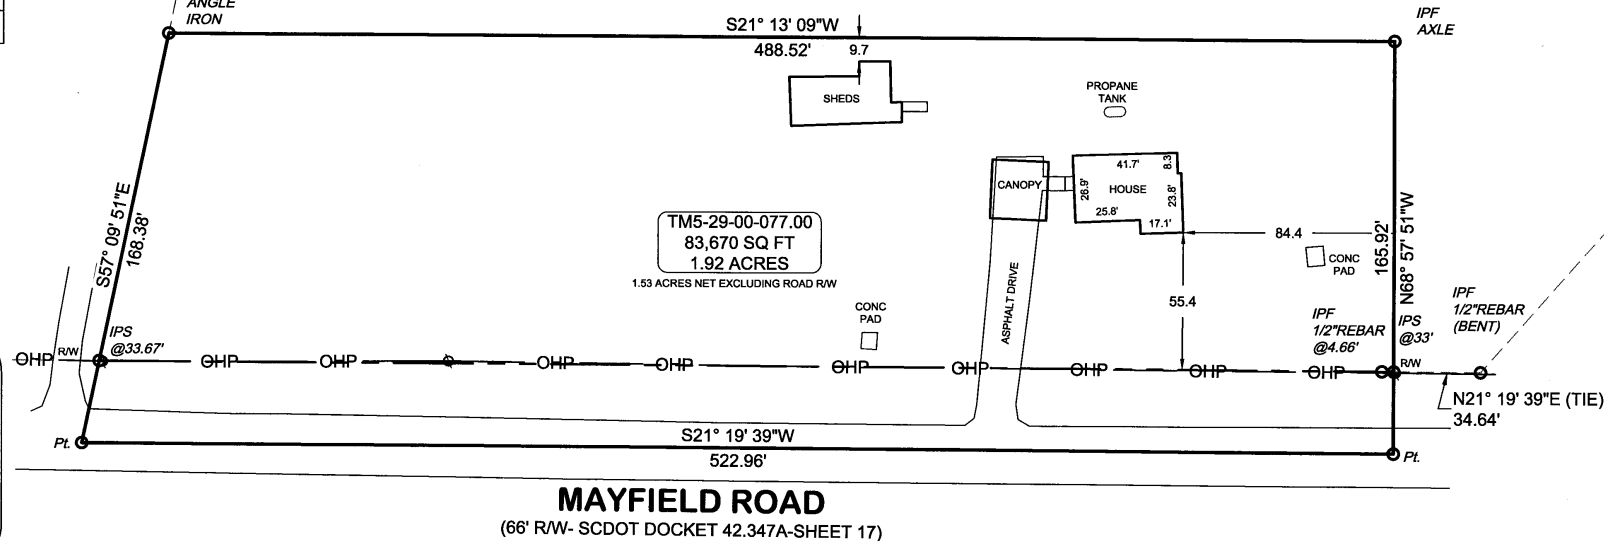 ANGLE
IRON
S21° 13' 09"W
488.52'
9.7
IPF
AXLE
SHEDS
PROPANE
TANK
CANOPY
41.7'
8.3
26.9'
HOUSE
23.8'
25.8'
17.1'
84.4
CONC
PAD
55.4
S57° 09' 51"E
168.38'
TM5-29-00-077.00
83,670 SQ FT
1.92 ACRES
1.53 ACRES NET EXCLUDING ROAD R/W
CONC
PAD
ASPHALT DRIVE
165.92'
N68° 57' 51"W
IPF
1/2"REBAR
@4.66'
IPS
@33'
IPF
1/2"REBAR
(BENT)
IPS
@33.67'
OHP R/W OHP OHP OHP OHP OHP OHP OHP OHP OHP R/W
N21° 19' 39"E (TIE)
34.64'
Pt.
S21° 19' 39"W
522.96'
Pt.
MAYFIELD ROAD
(66' R/W- SCDOT DOCKET 42.347A-SHEET 17)